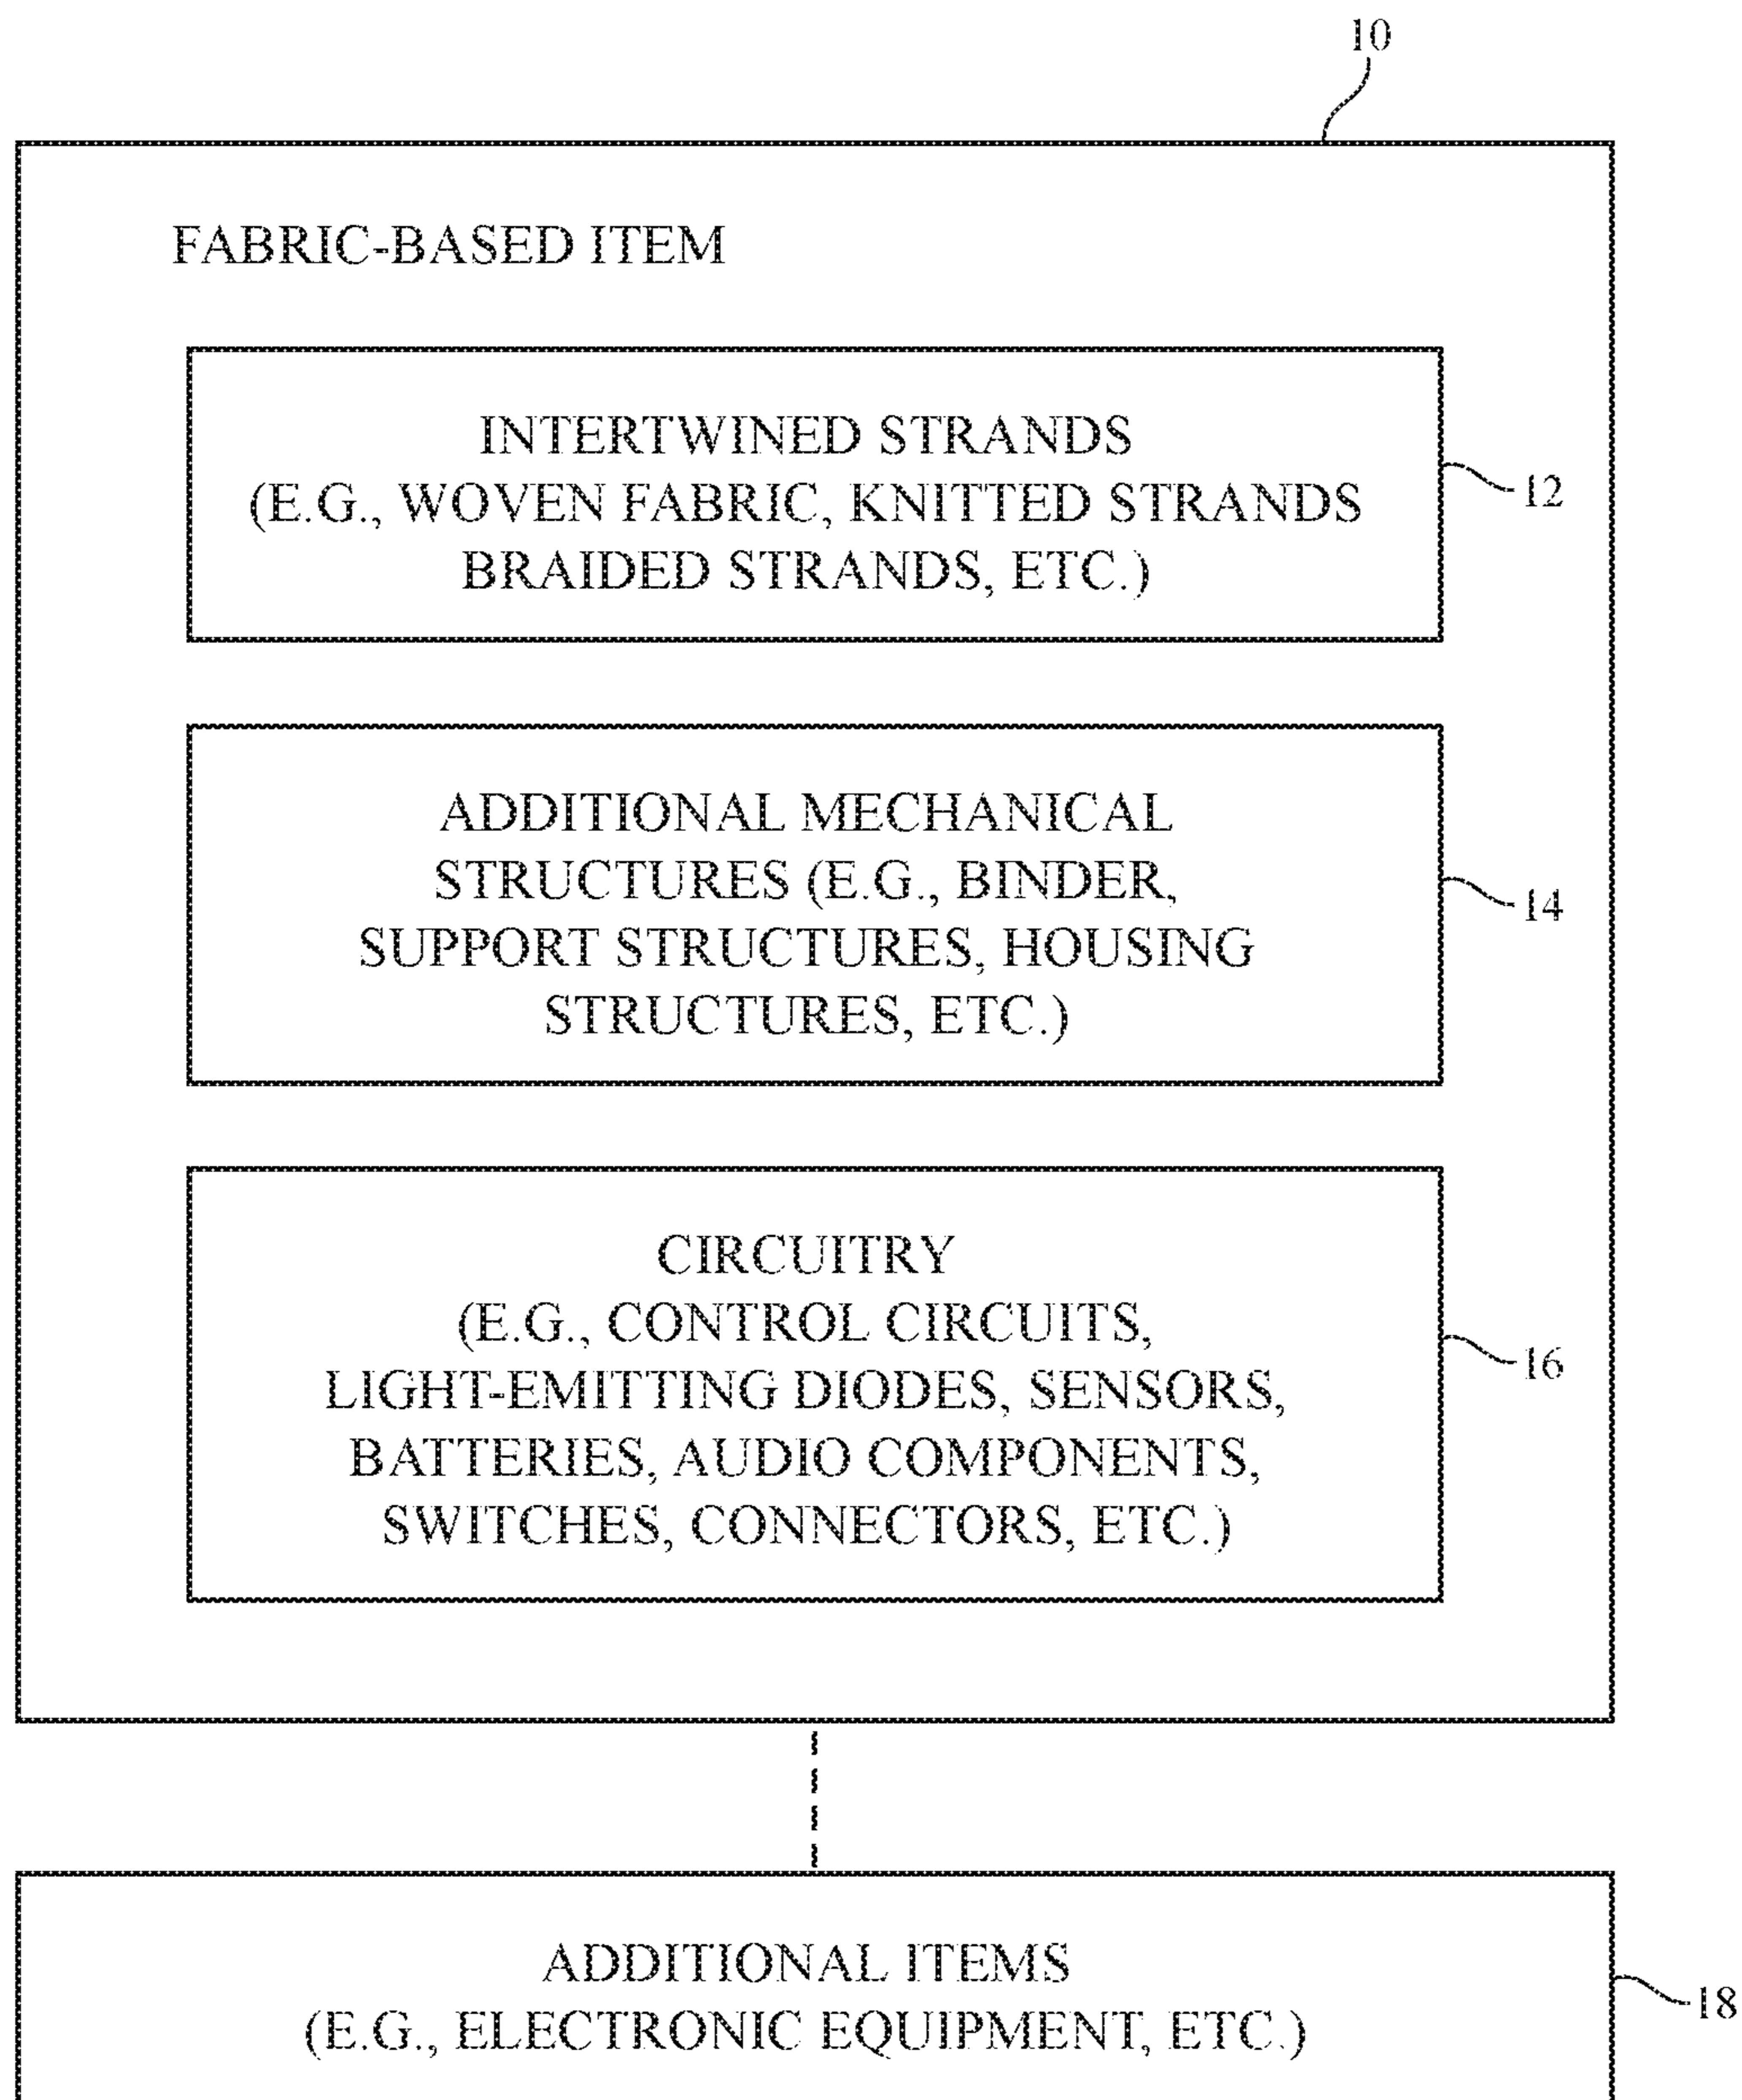 10
FABRIC-BASED ITEM
INTERTWINED STRANDS
(E.G., WOVEN FABRIC, KNITTED STRANDS
BRAIDED STRANDS, ETC.)
12
ADDITIONAL MECHANICAL
STRUCTURES (E.G., BINDER,
SUPPORT STRUCTURES, HOUSING
STRUCTURES, ETC.)
14
CIRCUITRY
(E.G., CONTROL CIRCUITS,
LIGHT-EMITTING DIODES, SENSORS,
BATTERIES, AUDIO COMPONENTS,
SWITCHES, CONNECTORS, ETC.)
16
ADDITIONAL ITEMS
(E.G., ELECTRONIC EQUIPMENT, ETC.)
18